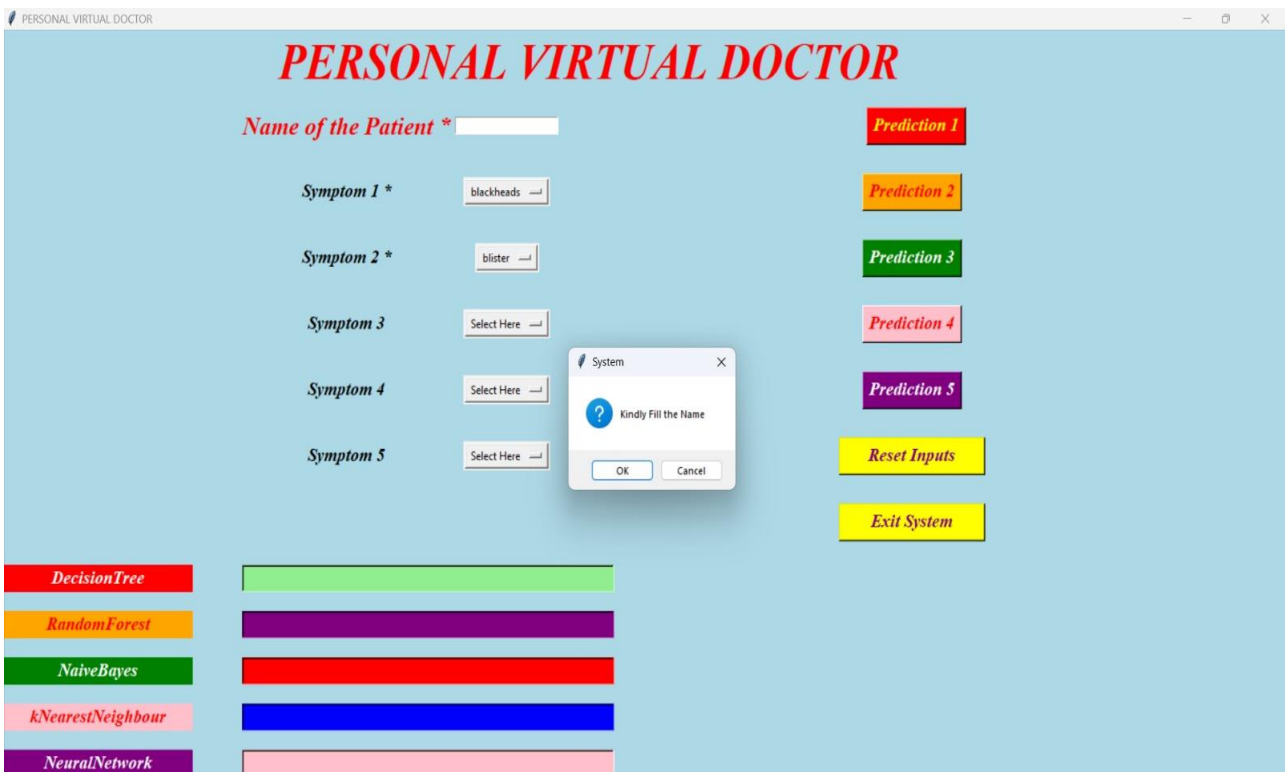 PERSONAL VIRTUAL DOCTOR
PERSONAL VIRTUAL DOCTOR
Name of the Patient *
Prediction 1
Symptom 1 * blackheads
Prediction 2
Symptom 2 * blister
Prediction 3
Symptom 3 Select Here
Prediction 4
System
Symptom 4 Select Here
Prediction 5
Kindly Fill the Name
Symptom 5 Select Here
Reset Inputs
OK Cancel
Exit System
DecisionTree
RandomForest
NaiveBayes
kNearestNeighbour
NeuralNetwork